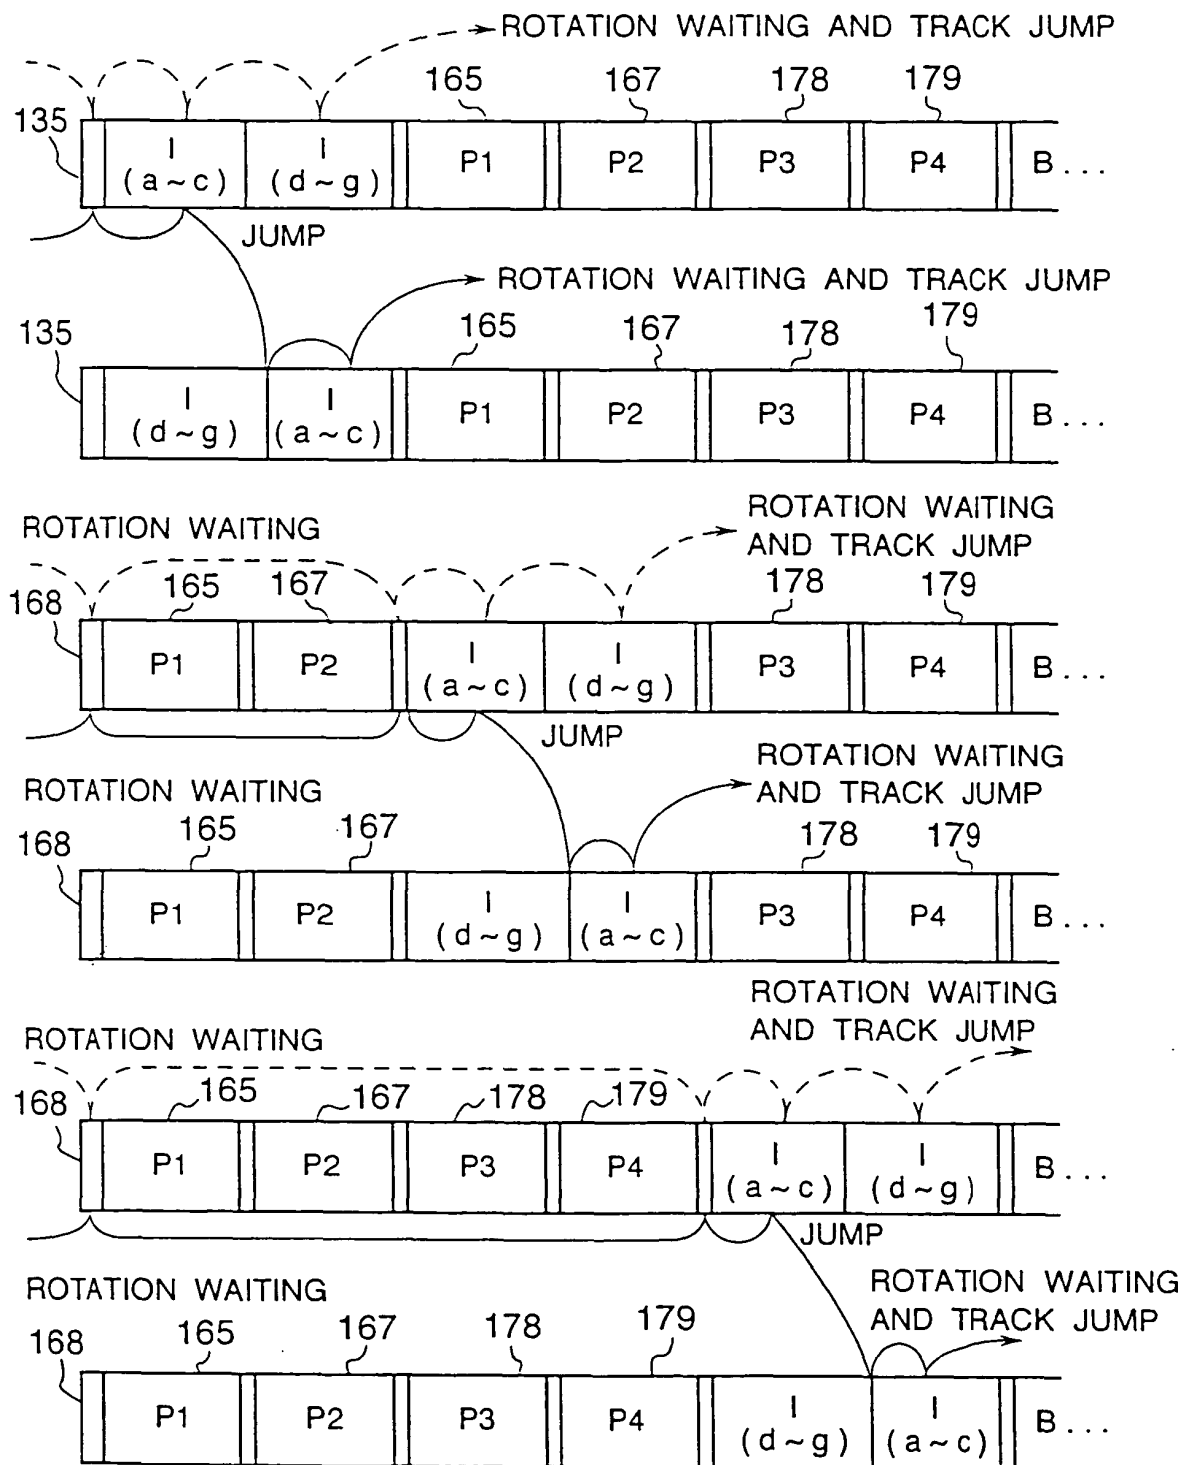 ROTATION WAITING AND TRACK JUMP
165 167 178 179
135
I I P1 P2 P3 P4 B...
(a~c) (d~g)
JUMP
ROTATION WAITING AND TRACK JUMP
165 167 178 179
135
I I P1 P2 P3 P4 B...
(d~g) (a~c)
ROTATION WAITING
ROTATION WAITING
AND TRACK JUMP
168 165 167 178 179
P1 P2 I I P3 P4 B...
(a~c) (d~g)
JUMP
ROTATION WAITING
ROTATION WAITING
AND TRACK JUMP
168 165 167 178 179
P1 P2 I I P3 P4 B...
(d~g) (a~c)
ROTATION WAITING
AND TRACK JUMP
ROTATION WAITING
168 165 167 178 179
P1 P2 P3 P4 I I B...
(a~c) (d~g)
JUMP
ROTATION WAITING
ROTATION WAITING
AND TRACK JUMP
168 165 167 178 179
P1 P2 P3 P4 I I B...
(d~g) (a~c)